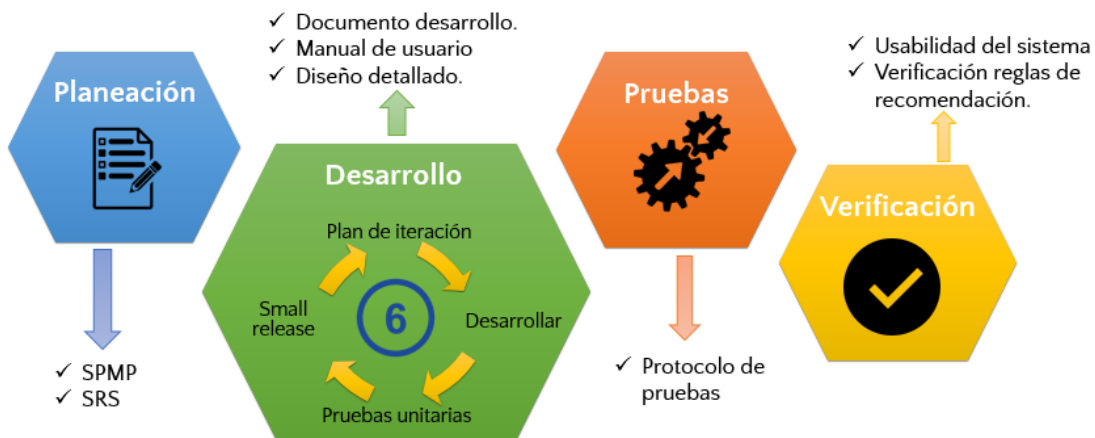 Planeación
✓ SPMP
✓ SRS
✓ Documento desarrollo.
✓ Manual de usuario
✓ Diseño detallado.
Desarrollo
Plan de iteración
Desarrollar
Pruebas unitarias
Small
release
6
Pruebas
✓ Protocolo de
pruebas
✓ Usabilidad del sistema
✓ Verificación reglas de
recomendación.
Verificación